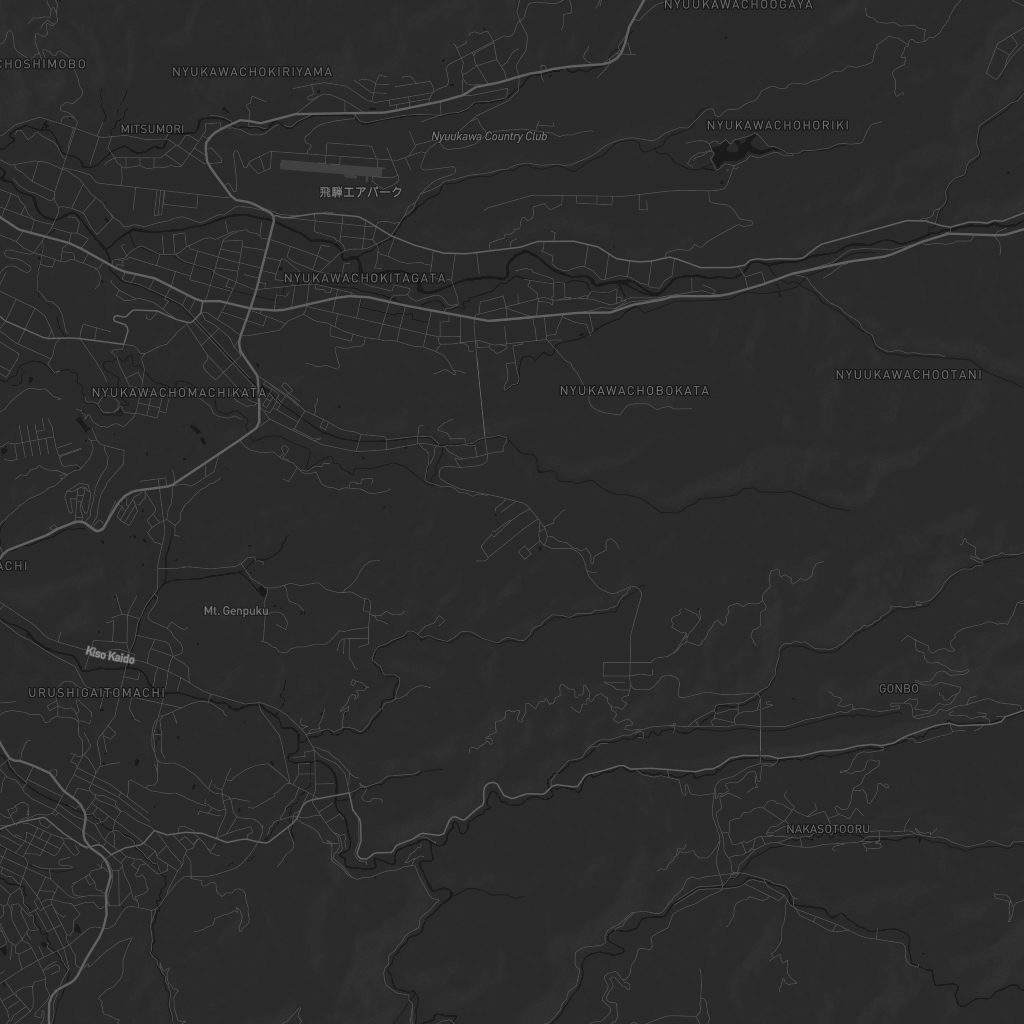 NYUUKAWACHOOGAYA
CHOSHIMOBO
NYUKAWACHOKIRIYAMA
MITSUMORI
Nyuukawa Country Club
NYUKAWACHOHORIKI
飛騨エアパーク
NYUKAWACHOKITAGATA
NYUUKAWACHOOTANI
NYUKAWACHOMACHIKATA
NYUKAWACHOBOKATA
ACHI
Mt. Genpuku
Kiso Kaido
URUSHIGAITOMACHI
GONBO
NAKASOTOORU